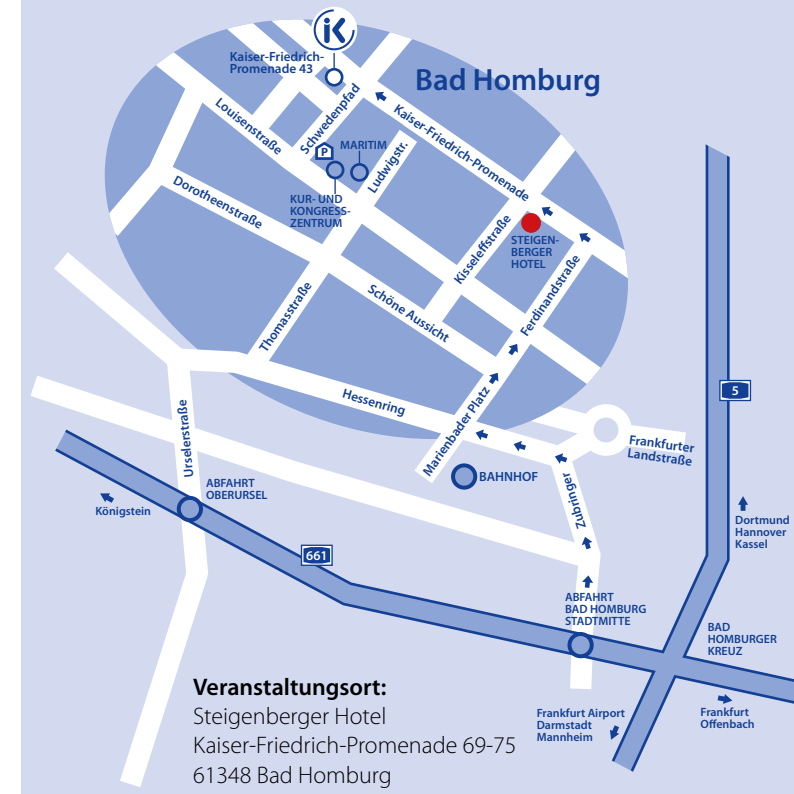 iK
Kaiser-Friedrich-
Promenade 43
Bad Homburg
Louisenstraße
Schwedenpfad
Kaiser-Friedrich-Promenade
P
MARITIM
Ludwigstr.
KUR- UND
KONGRESS-
ZENTRUM
Dorotheenstraße
Kisseleffstraße
STEIGEN-
BERGER
HOTEL
Ferdinandstraße
Thomasstraße
Schöne Aussicht
Hessenring
Marienbader Platz
5
Urselerstraße
Frankfurter
Landstraße
BAHNHOF
Zubringer
ABFAHRT
OBERURSEL
Königstein
Dortmund
Hannover
Kassel
661
ABFAHRT
BAD HOMBURG
STADTMITTE
BAD
HOMBURGER
KREUZ
Frankfurt Airport
Darmstadt
Mannheim
Frankfurt
Offenbach
Veranstaltungsort:
Steigenberger Hotel
Kaiser-Friedrich-Promenade 69-75
61348 Bad Homburg